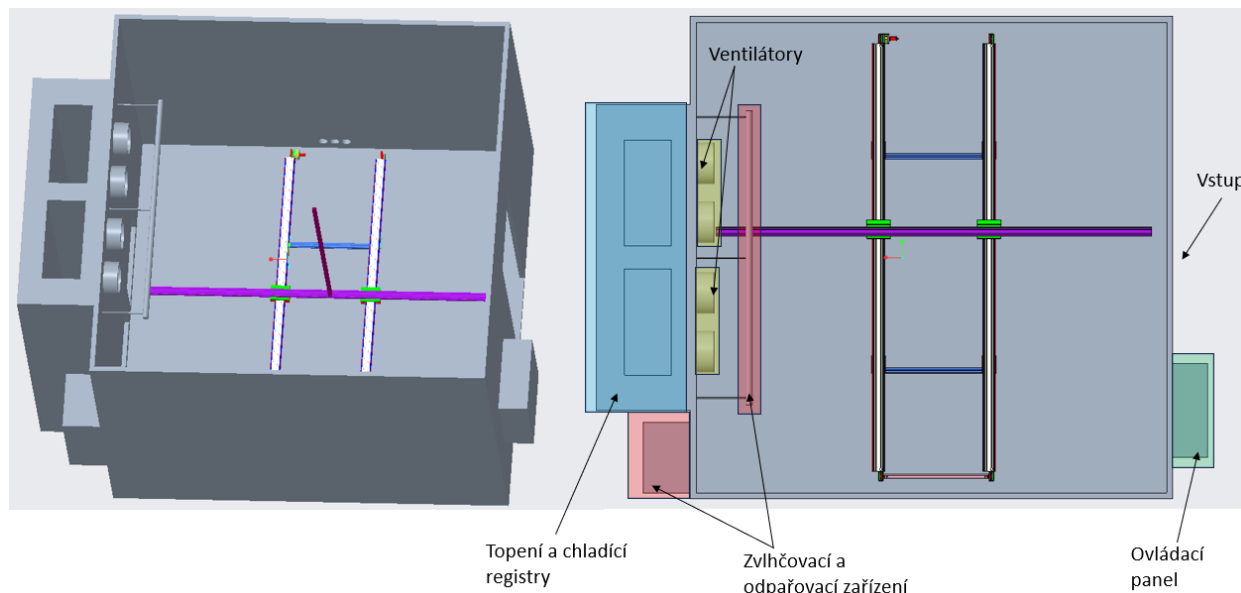 Ventilátory
Vstup
Topení a chladící
registry
Zvlhčovací a
odpařovací zařízení
Ovládací
panel